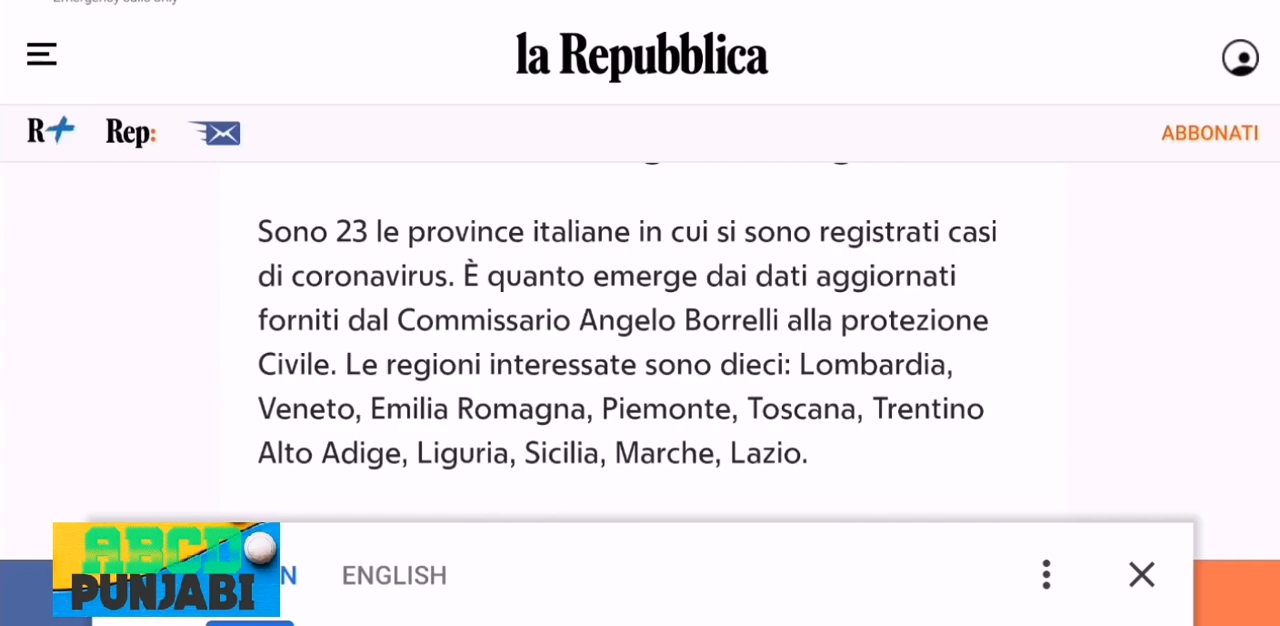 la Repubblica
R+ Rep:
ABBONATI
Sono 23 le province italiane in cui si sono registrati casi
di coronavirus. È quanto emerge dai dati aggiornati
forniti dal Commissario Angelo Borrelli alla protezione
Civile. Le regioni interessate sono dieci: Lombardia,
Veneto, Emilia Romagna, Piemonte, Toscana, Trentino
Alto Adige, Liguria, Sicilia, Marche, Lazio.
ABCD
PUNJABI
N ENGLISH